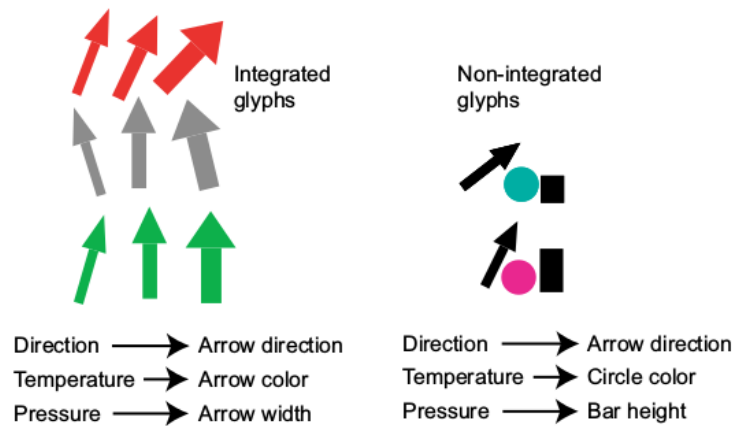 Integrated
glyphs
Non-integrated
glyphs
Direction → Arrow direction
Temperature → Arrow color
Pressure → Arrow width
Direction → Arrow direction
Temperature → Circle color
Pressure → Bar height